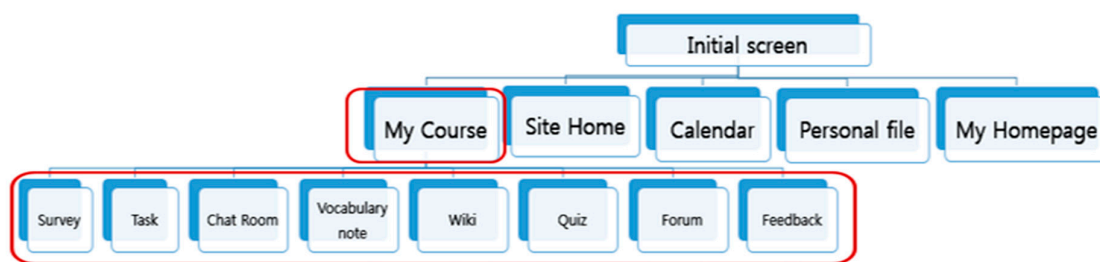 Initial screen
My Course
Site Home
Calendar
Personal file
My Homepage
Survey
Task
Chat Room
Vocabulary
note
Wiki
Quiz
Forum
Feedback